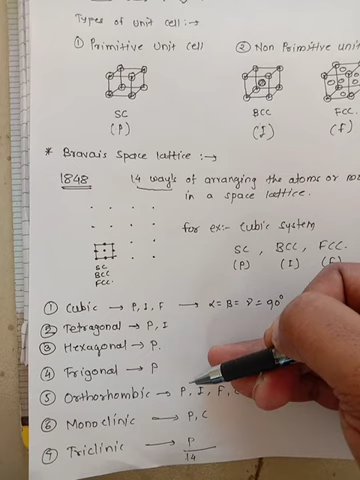 Types of unit cell :→
① Primitive Unit cell ② Non Primitive uni
SC BCC FCC
(P) (I) (F)
* Bravais Space lattice :→
1848 14 ways of arranging the atoms or mo
in a space lattice.
for ex:- Cubic System
SC
BCC
FCC
SC, BCC, FCC.
(P) (I) (F)
① Cubic → P, I, F → α = B = γ = 90°
② Tetragonal → P, I
③ Hexagonal → P.
④ Trigonal → P
⑤ Orthorhombic → P, I, F, C
⑥ Monoclinic → P, C
⑦ Triclinic → P
14